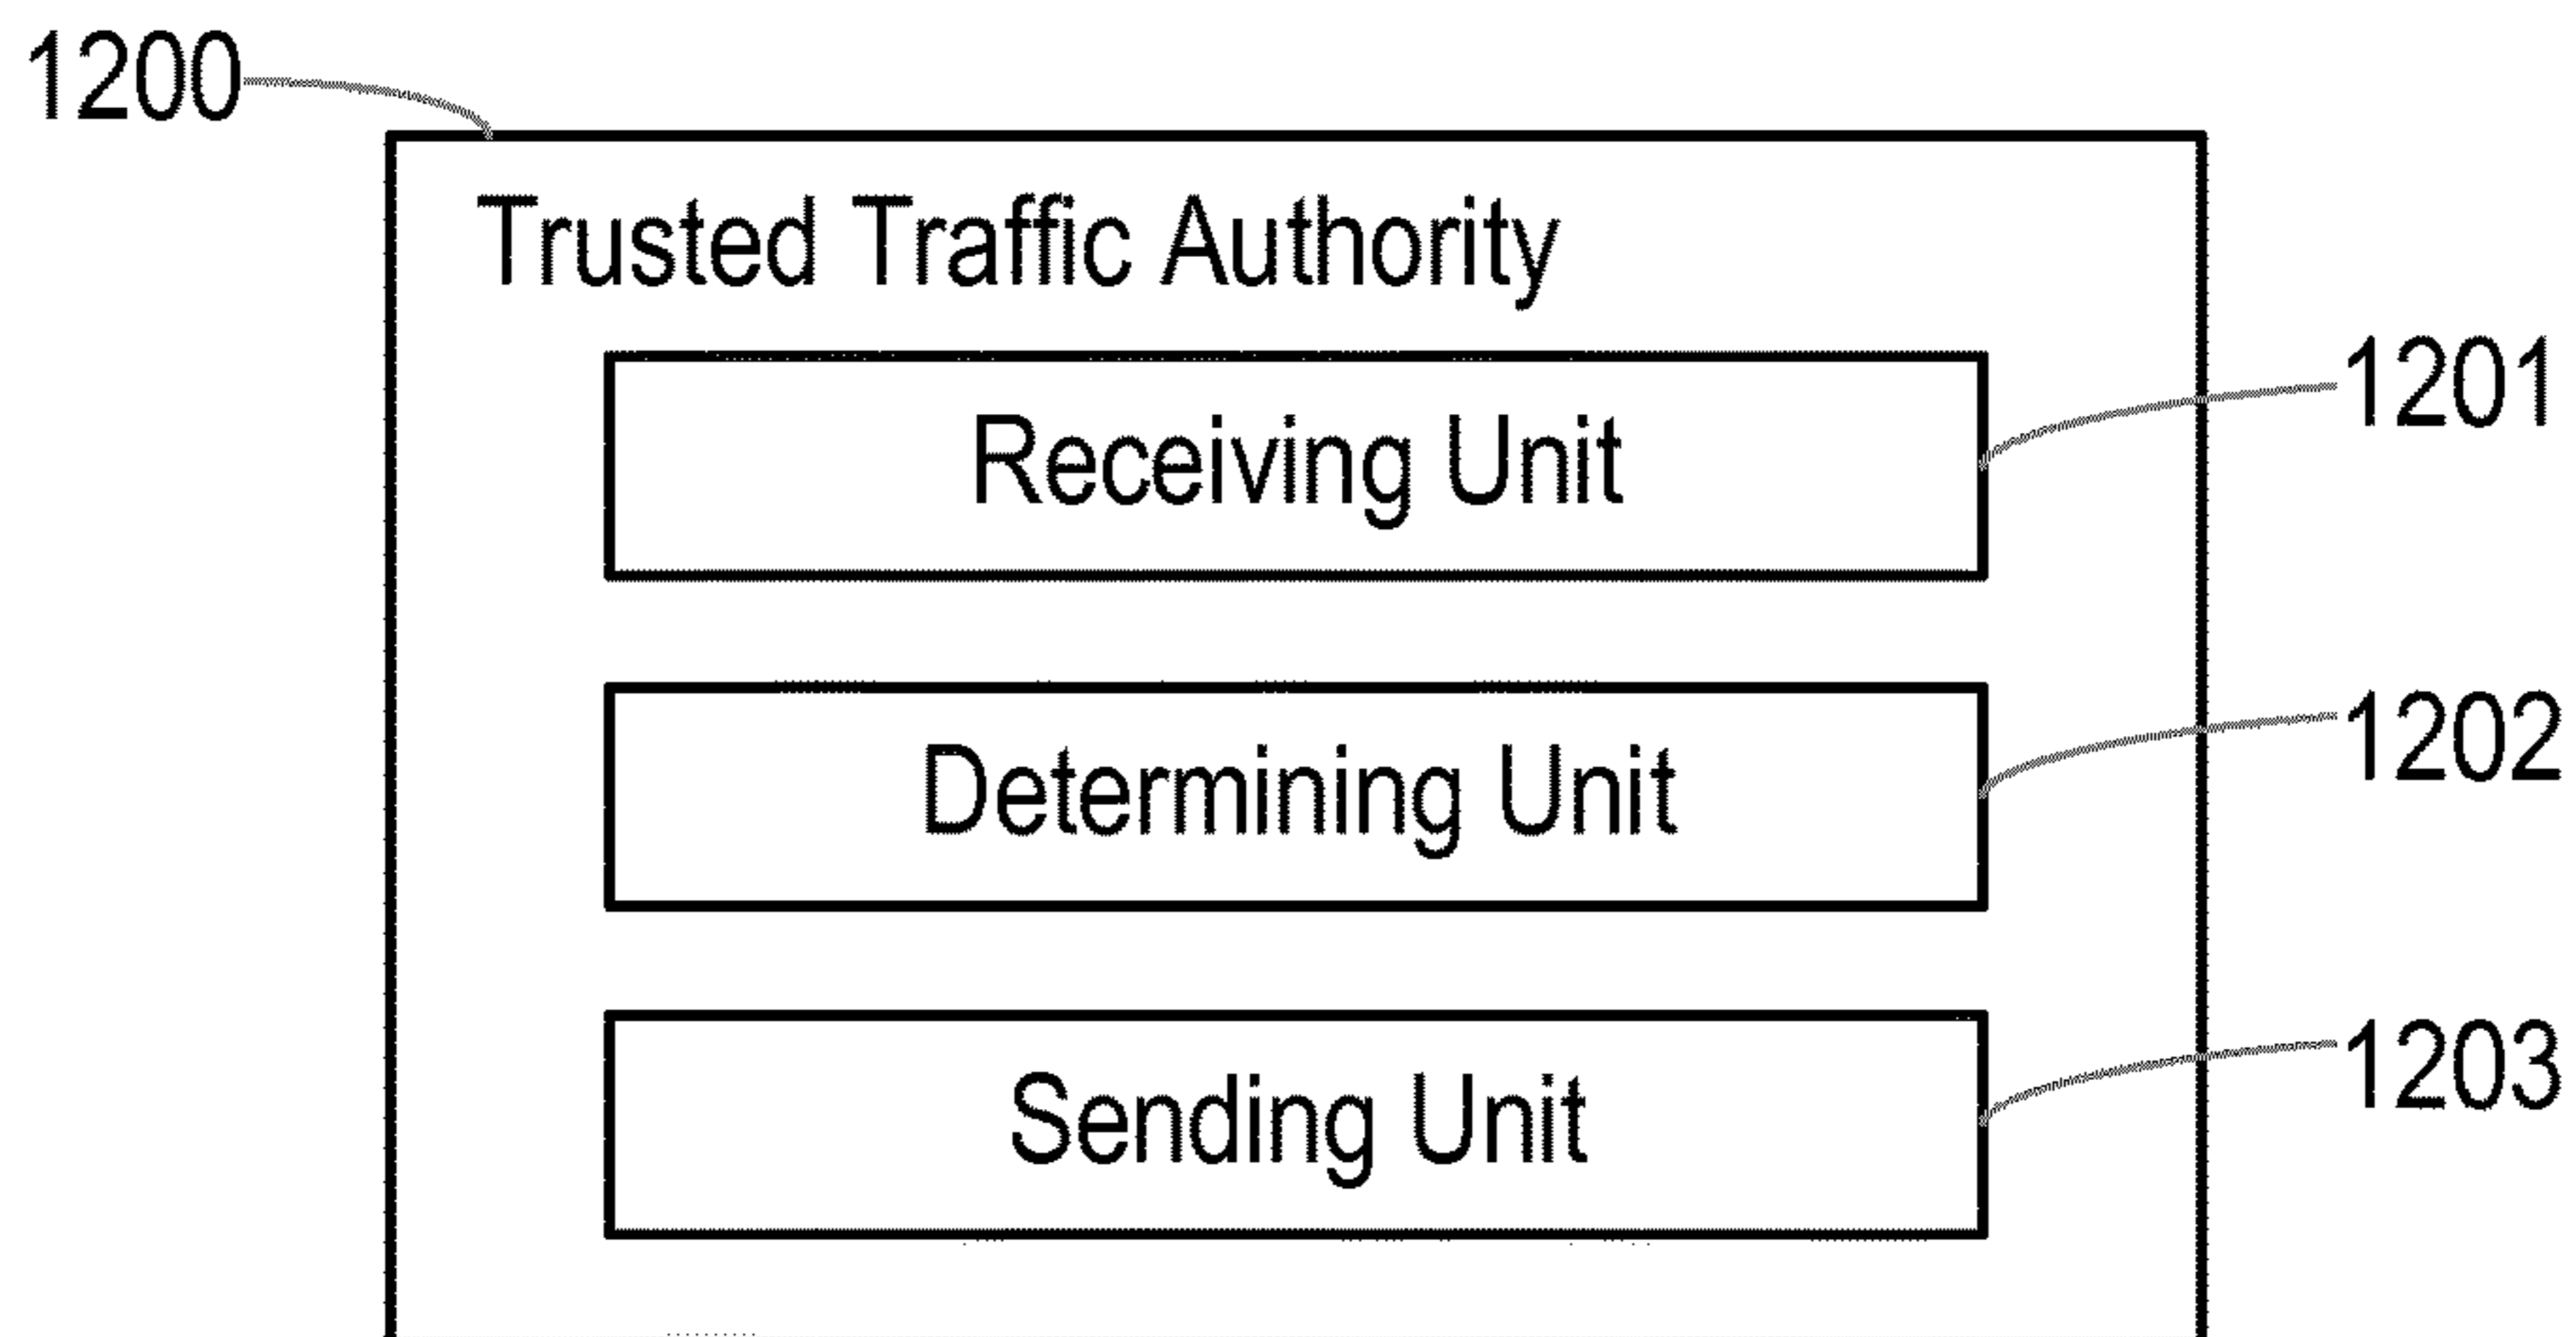 1200
Trusted Traffic Authority
Receiving Unit
1201
Determining Unit
1202
Sending Unit
1203